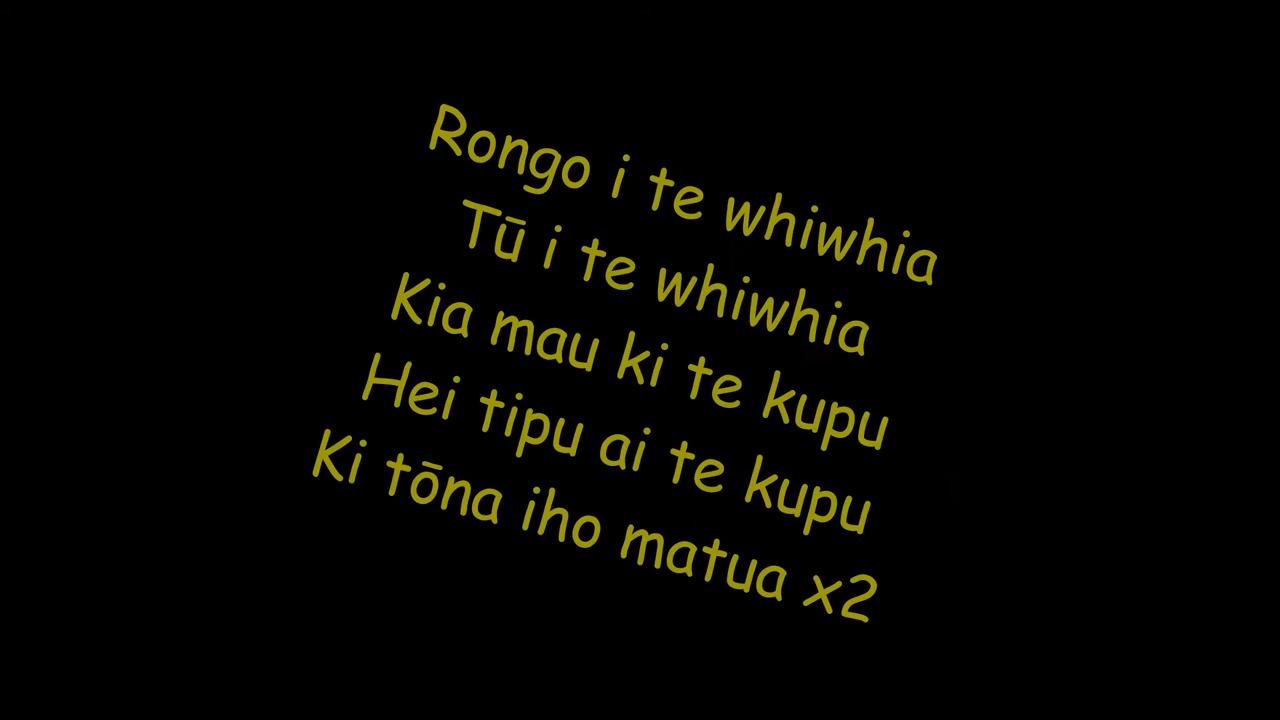 Rongo i te whiwhia
Tū i te whiwhia
Kia mau ki te kupu
Hei tipu ai te kupu
Ki tōna iho matua x2